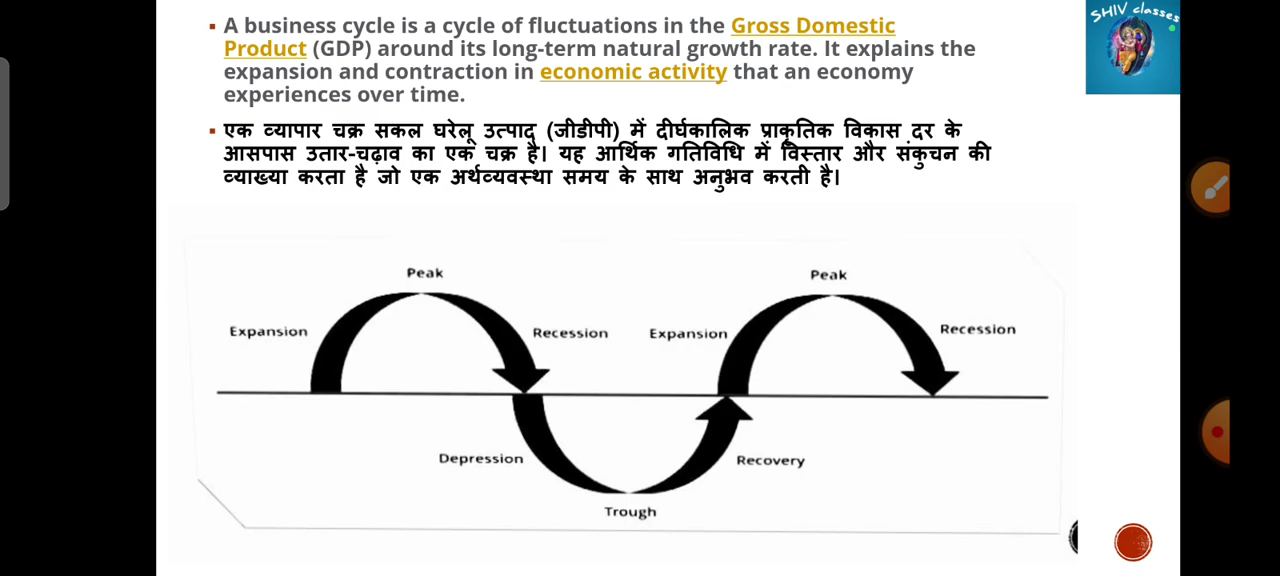 SHIV classes
A business cycle is a cycle of fluctuations in the Gross Domestic
Product (GDP) around its long-term natural growth rate. It explains the
expansion and contraction in economic activity that an economy
experiences over time.
एक व्यापार चक्र सकल घरेलू उत्पाद (जीडीपी) में दीर्घकालिक प्राकृतिक विकास दर के
आसपास उतार-चढ़ाव का एक चक्र है। यह आर्थिक गतिविधि में विस्तार और संकुचन की
व्याख्या करता है जो एक अर्थव्यवस्था समय के साथ अनुभव करती है।
Peak
Peak
Expansion
Recession
Expansion
Recession
Depression
Recovery
Trough